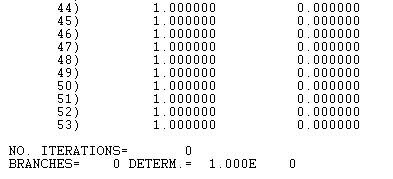 44) 1.000000 0.000000
45) 1.000000 0.000000
46) 1.000000 0.000000
47) 1.000000 0.000000
48) 1.000000 0.000000
49) 1.000000 0.000000
50) 1.000000 0.000000
51) 1.000000 0.000000
52) 1.000000 0.000000
53) 1.000000 0.000000
NO. ITERATIONS= 0
BRANCHES= 0 DETERM.= 1.000E 0